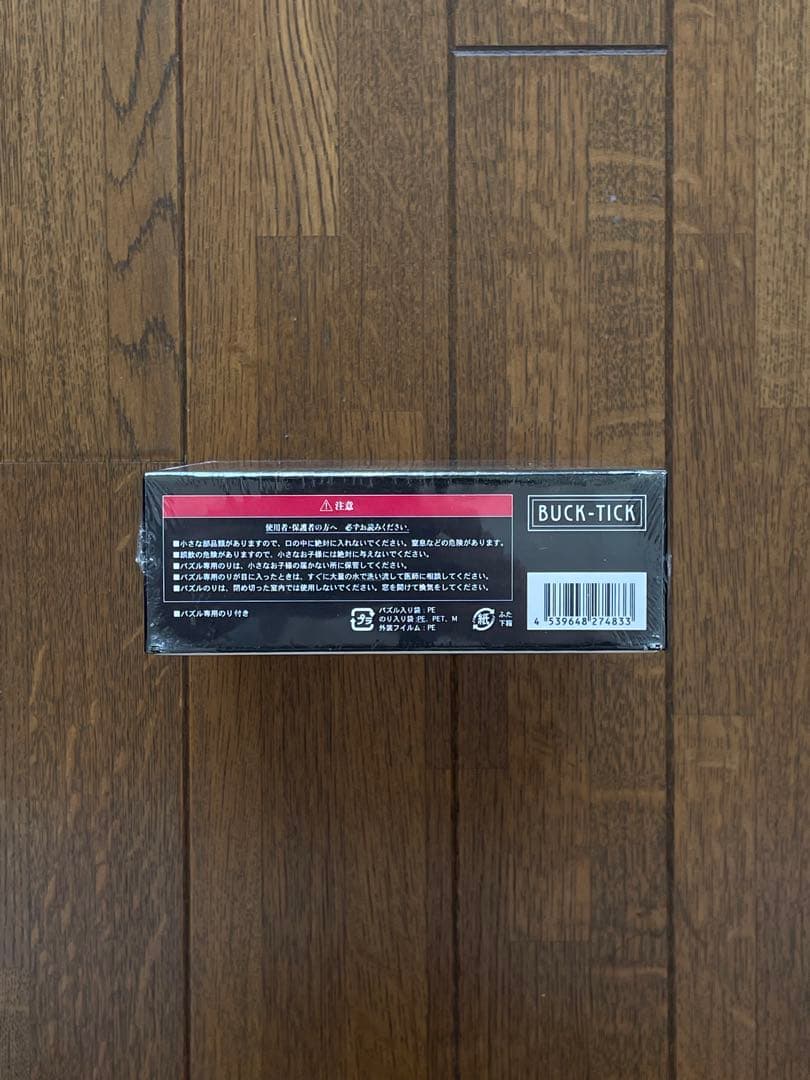 ⚠注意
使用者・保護者の方へ 必ずお読みください
■小さな部品類がありますので、口の中に絶対に入れないでください。窒息などの危険があります。
■誤飲の危険がありますので、小さなお子様には絶対に与えないでください。
■パズル専用のりは、小さなお子様の届かない所に保管してください。
■パズル専用のりが目に入ったときは、すぐに大量の水で洗い流して医師に相談してください。
■パズルのりは、閉め切った室内では使用しないでください。窓を開けて換気をしてください。
■パズル専用のり付き
プラ
パズル入り袋:PE
のり入り袋:PE、PET、M
外装フイルム:PE
紙
ふた
下箱
BUCK-TICK
4 539648 274833